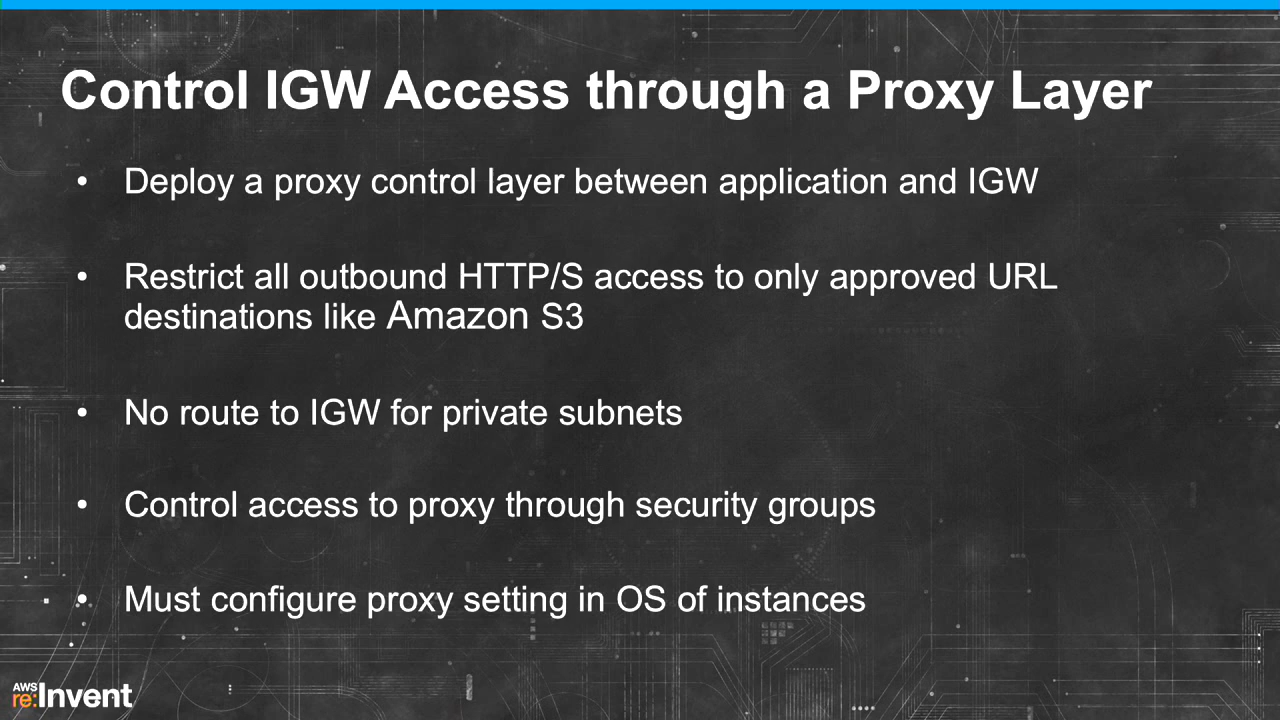 Control IGW Access through a Proxy Layer
• Deploy a proxy control layer between application and IGW
• Restrict all outbound HTTP/S access to only approved URL
destinations like Amazon S3
• No route to IGW for private subnets
• Control access to proxy through security groups
• Must configure proxy setting in OS of instances
AWS
re:Invent